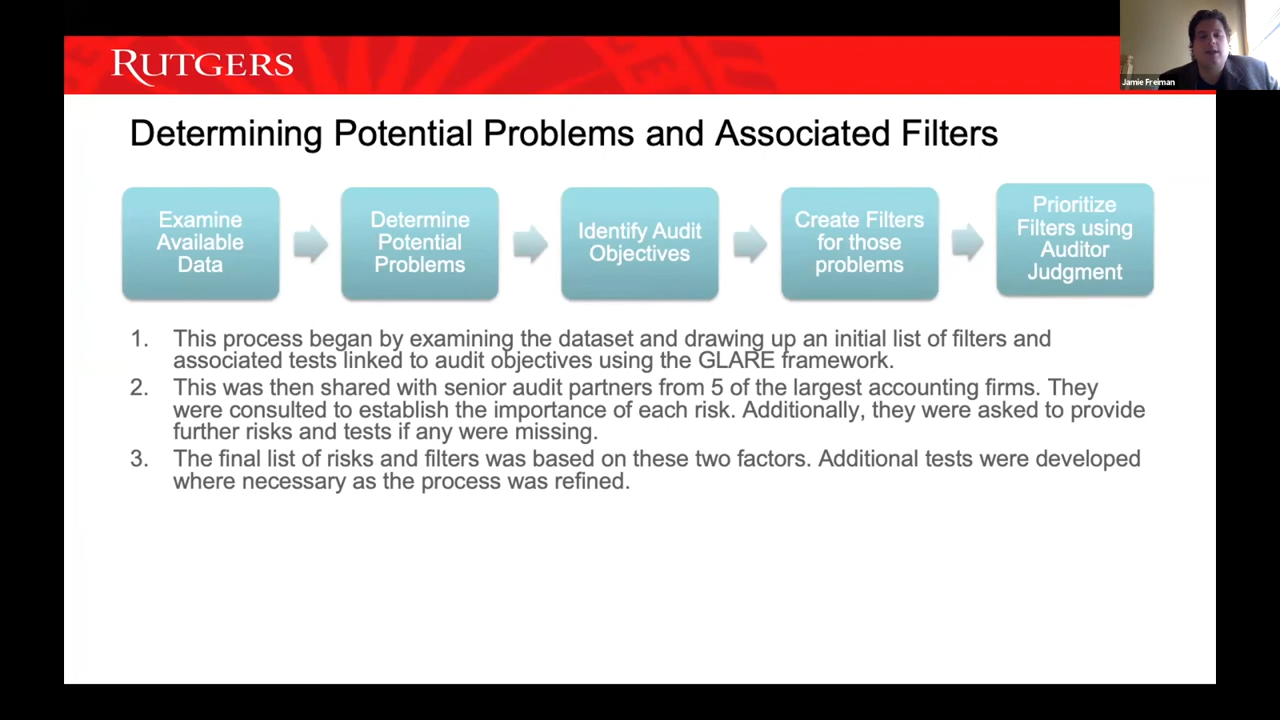 RUTGERS
Jamie Freiman
Determining Potential Problems and Associated Filters
Examine
Available
Data
Determine
Potential
Problems
Identify Audit
Objectives
Create Filters
for those
problems
Prioritize
Filters using
Auditor
Judgment
1. This process began by examining the dataset and drawing up an initial list of filters and
associated tests linked to audit objectives using the GLARE framework.
2. This was then shared with senior audit partners from 5 of the largest accounting firms. They
were consulted to establish the importance of each risk. Additionally, they were asked to provide
further risks and tests if any were missing.
3. The final list of risks and filters was based on these two factors. Additional tests were developed
where necessary as the process was refined.